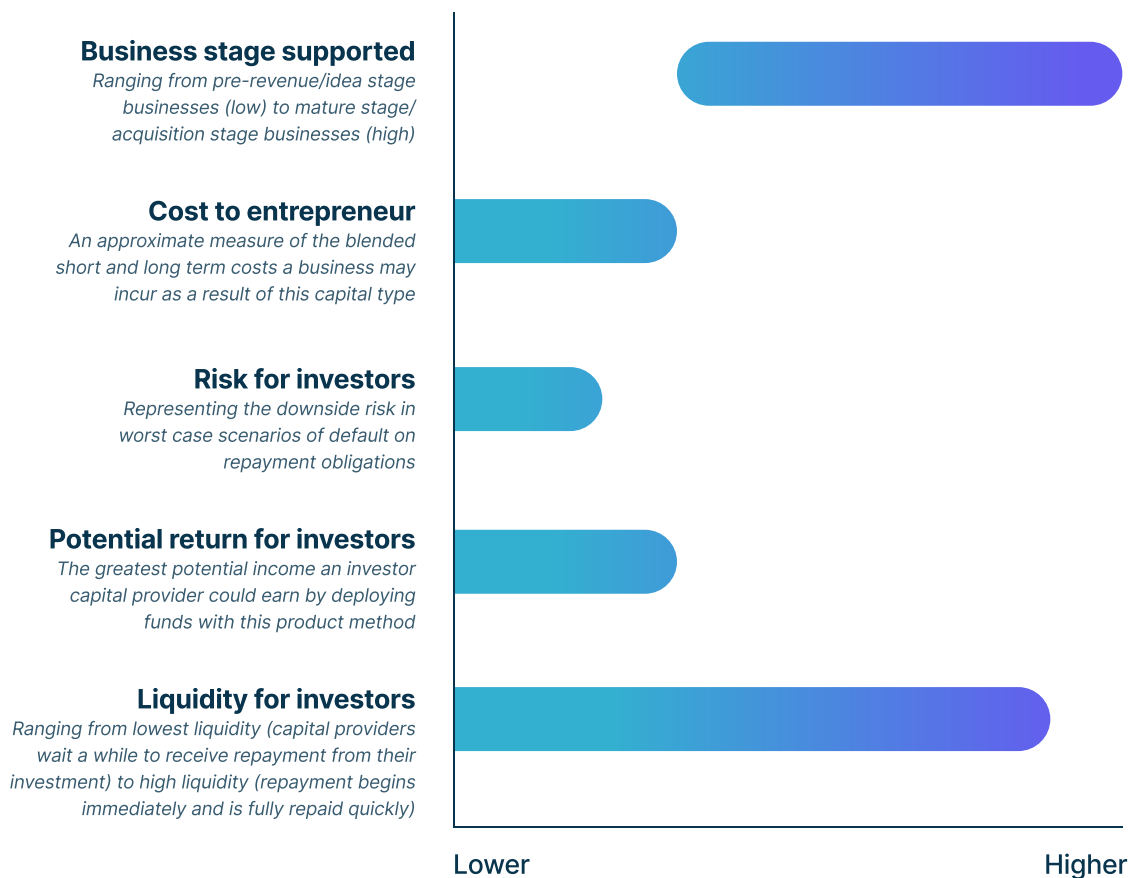 Business stage supported
Ranging from pre-revenue/idea stage
businesses (low) to mature stage/
acquisition stage businesses (high)
Cost to entrepreneur
An approximate measure of the blended
short and long term costs a business may
incur as a result of this capital type
Risk for investors
Representing the downside risk in
worst case scenarios of default on
repayment obligations
Potential return for investors
The greatest potential income an investor
capital provider could earn by deploying
funds with this product method
Liquidity for investors
Ranging from lowest liquidity (capital providers
wait a while to receive repayment from their
investment) to high liquidity (repayment begins
immediately and is fully repaid quickly)
Lower
Higher